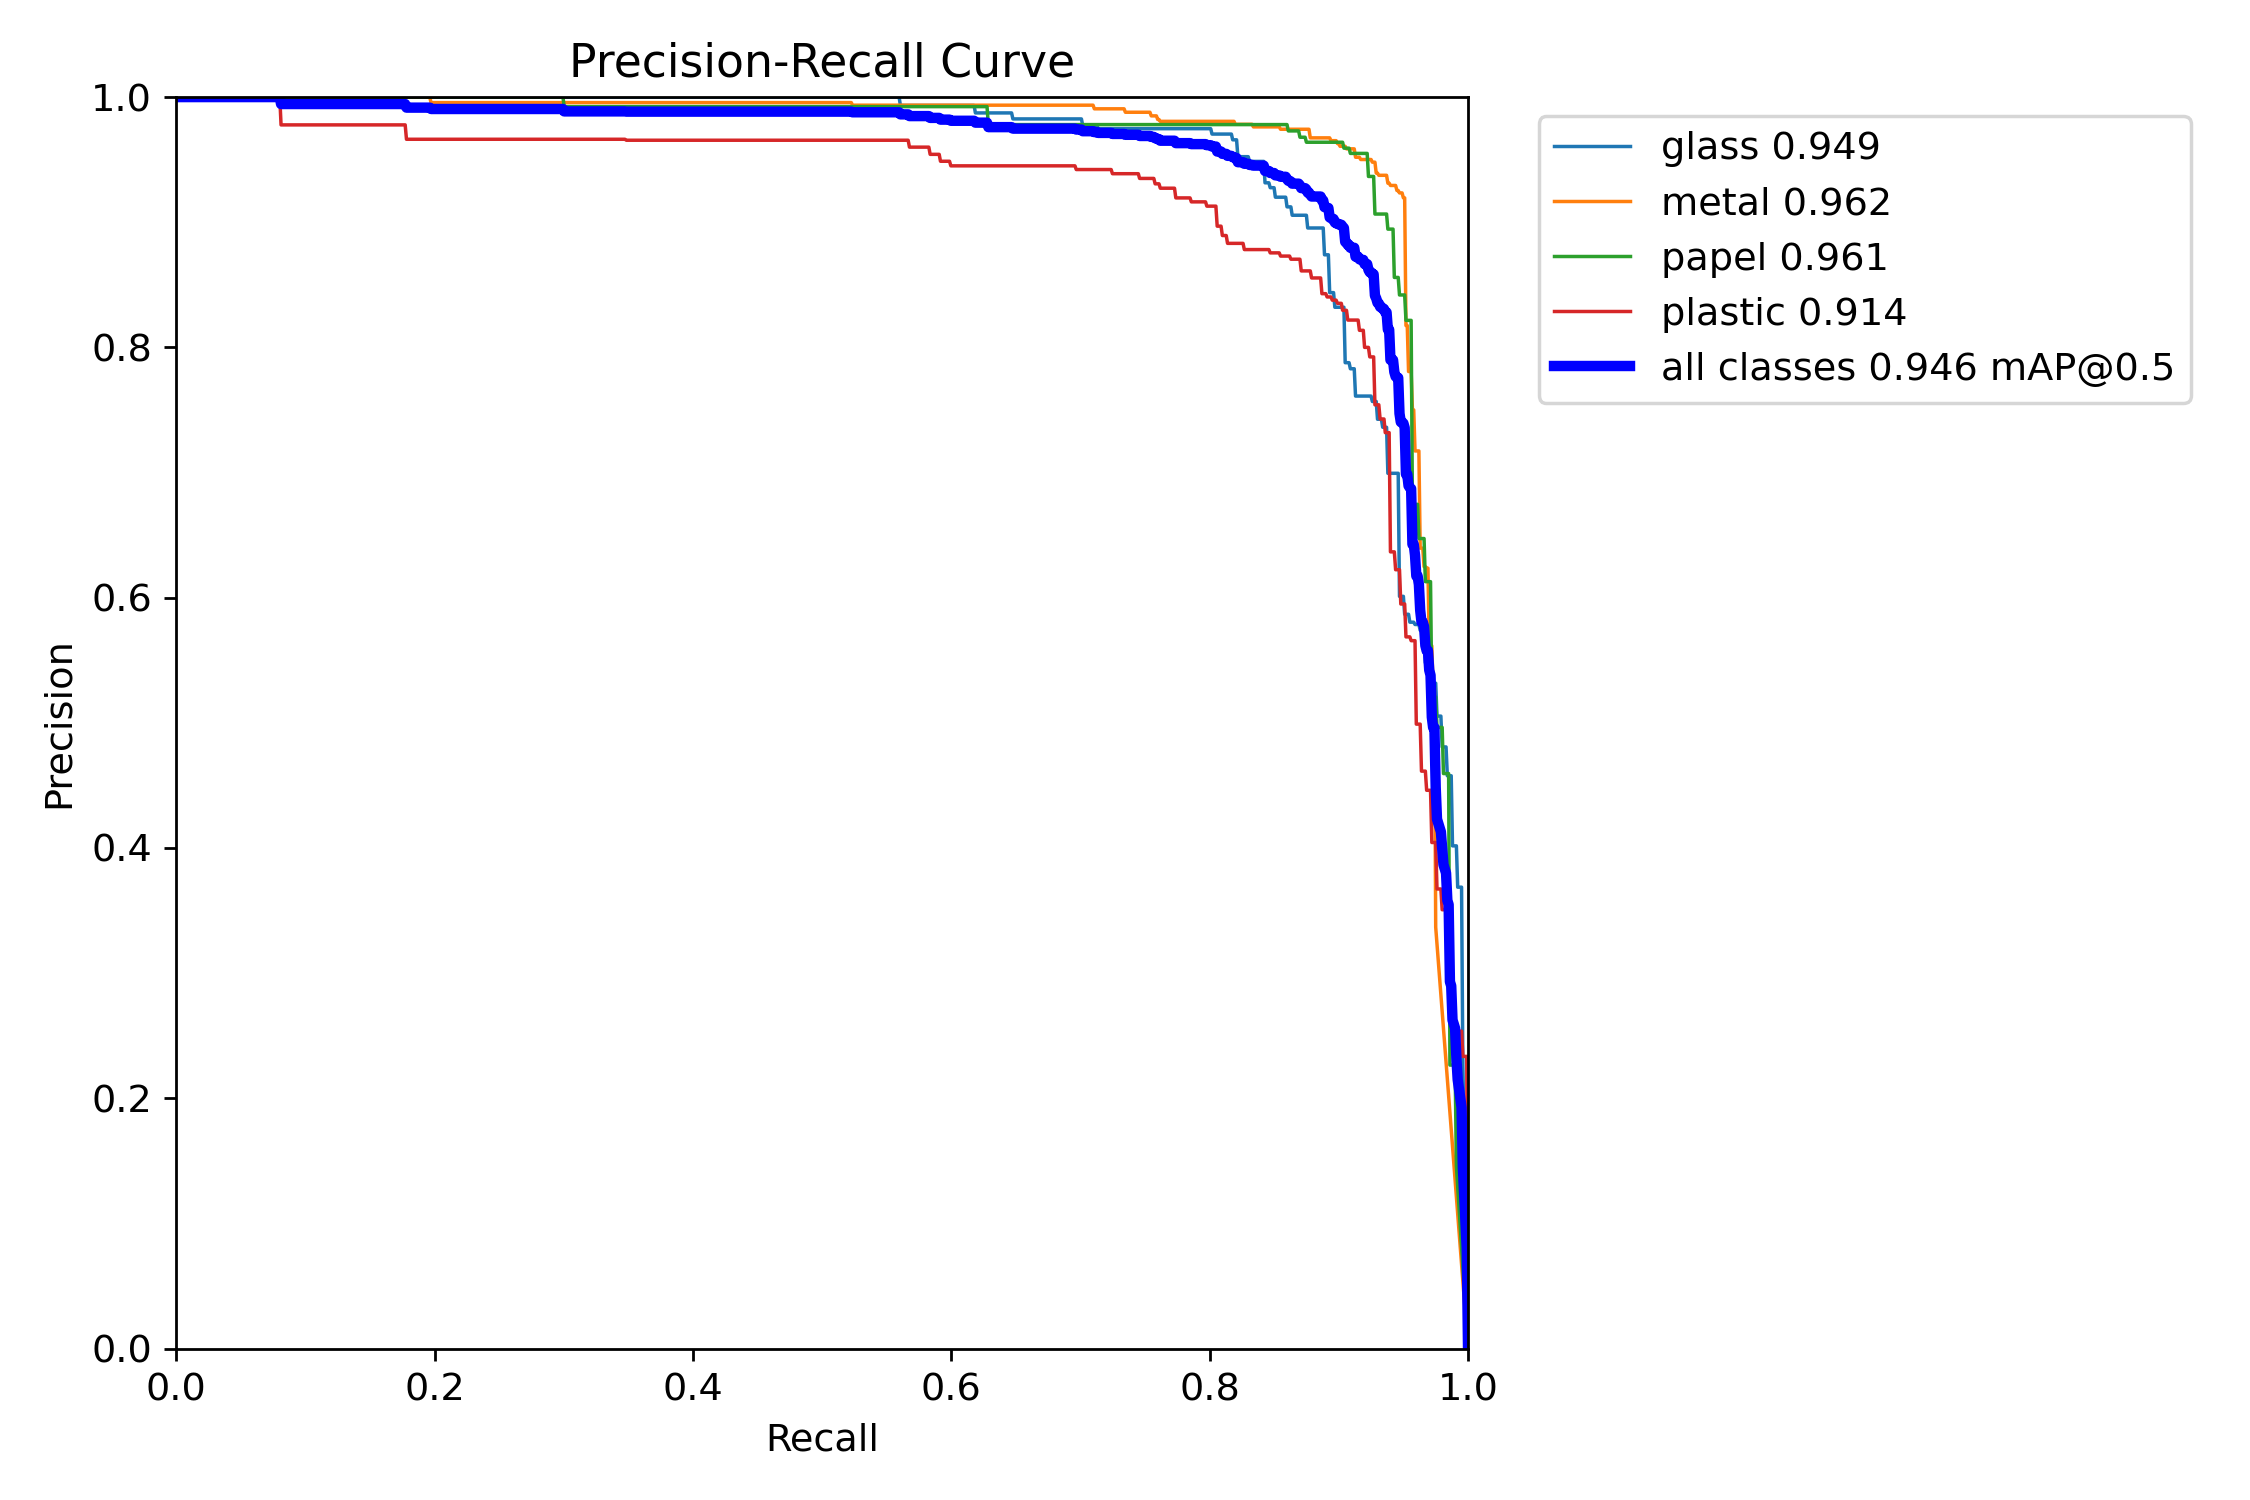 Precision-Recall Curve
1.0
0.8
0.6
0.4
0.2
0.0
Precision
0.0 0.2 0.4 0.6 0.8 1.0
Recall
glass 0.949
metal 0.962
papel 0.961
plastic 0.914
all classes 0.946 mAP@0.5